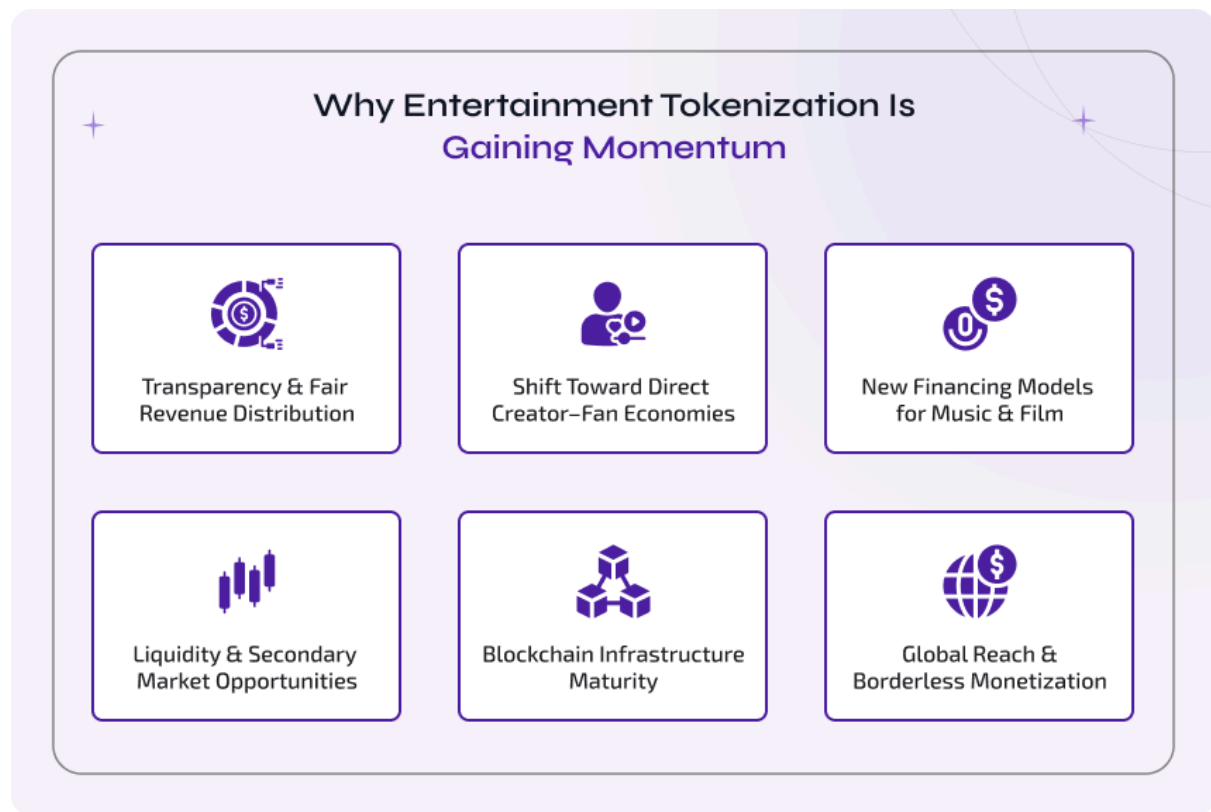 Why Entertainment Tokenization Is
Gaining Momentum
Transparency & Fair
Revenue Distribution
Shift Toward Direct
Creator–Fan Economies
New Financing Models
for Music & Film
Liquidity & Secondary
Market Opportunities
Blockchain Infrastructure
Maturity
Global Reach &
Borderless Monetization